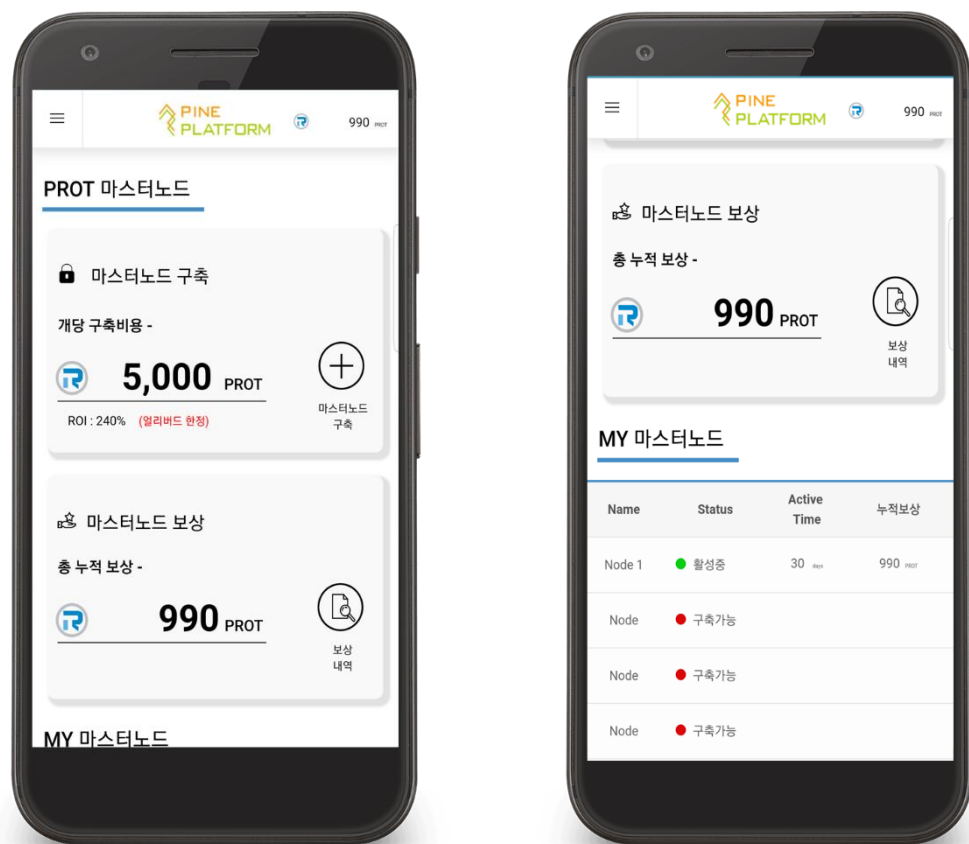 PINE
PLATFORM
990 PROT
PROT 마스터노드
마스터노드 구축
개당 구축비용 -
5,000 PROT
ROI : 240% (얼리버드 한정)
마스터노드
구축
마스터노드 보상
총 누적 보상 -
990 PROT
보상
내역
MY 마스터노드
PINE
PLATFORM
990 PROT
마스터노드 보상
총 누적 보상 -
990 PROT
보상
내역
MY 마스터노드
Name Status Active Time 누적보상
Node 1 활성중 30 days 990 PROT
Node 구축가능
Node 구축가능
Node 구축가능